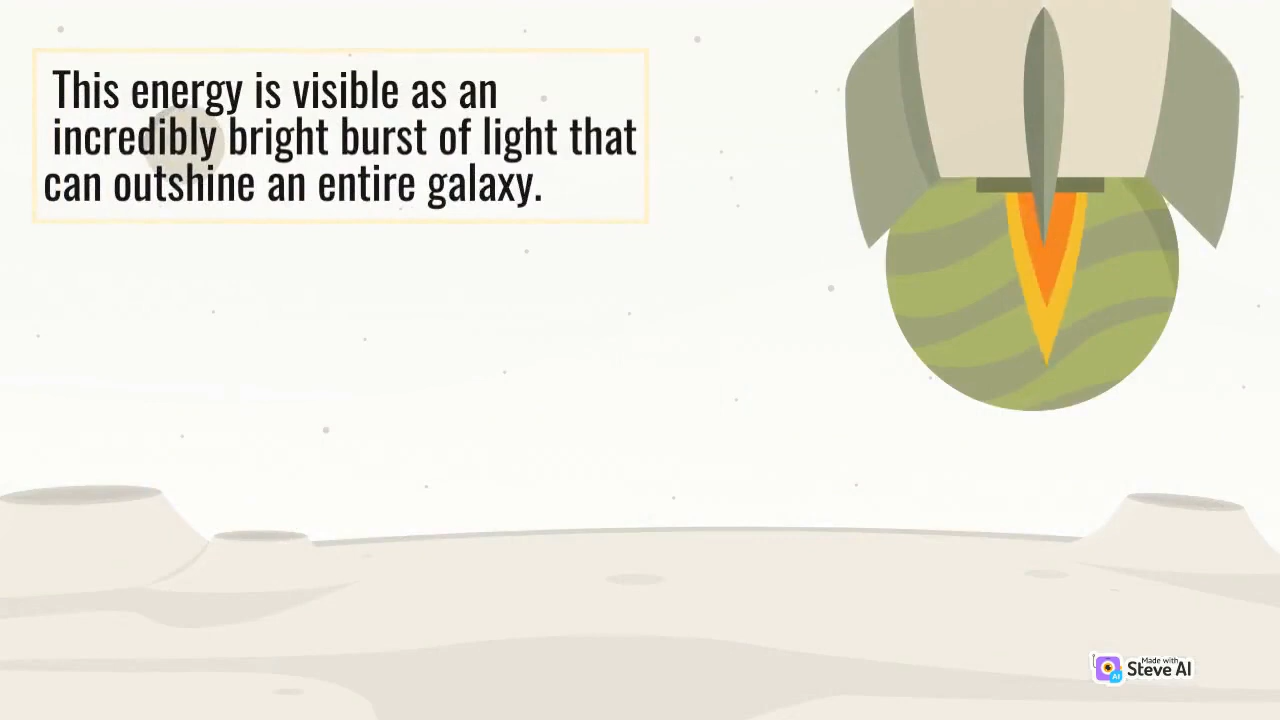 This energy is visible as an
incredibly bright burst of light that
can outshine an entire galaxy.
Made with
Steve AI
AI